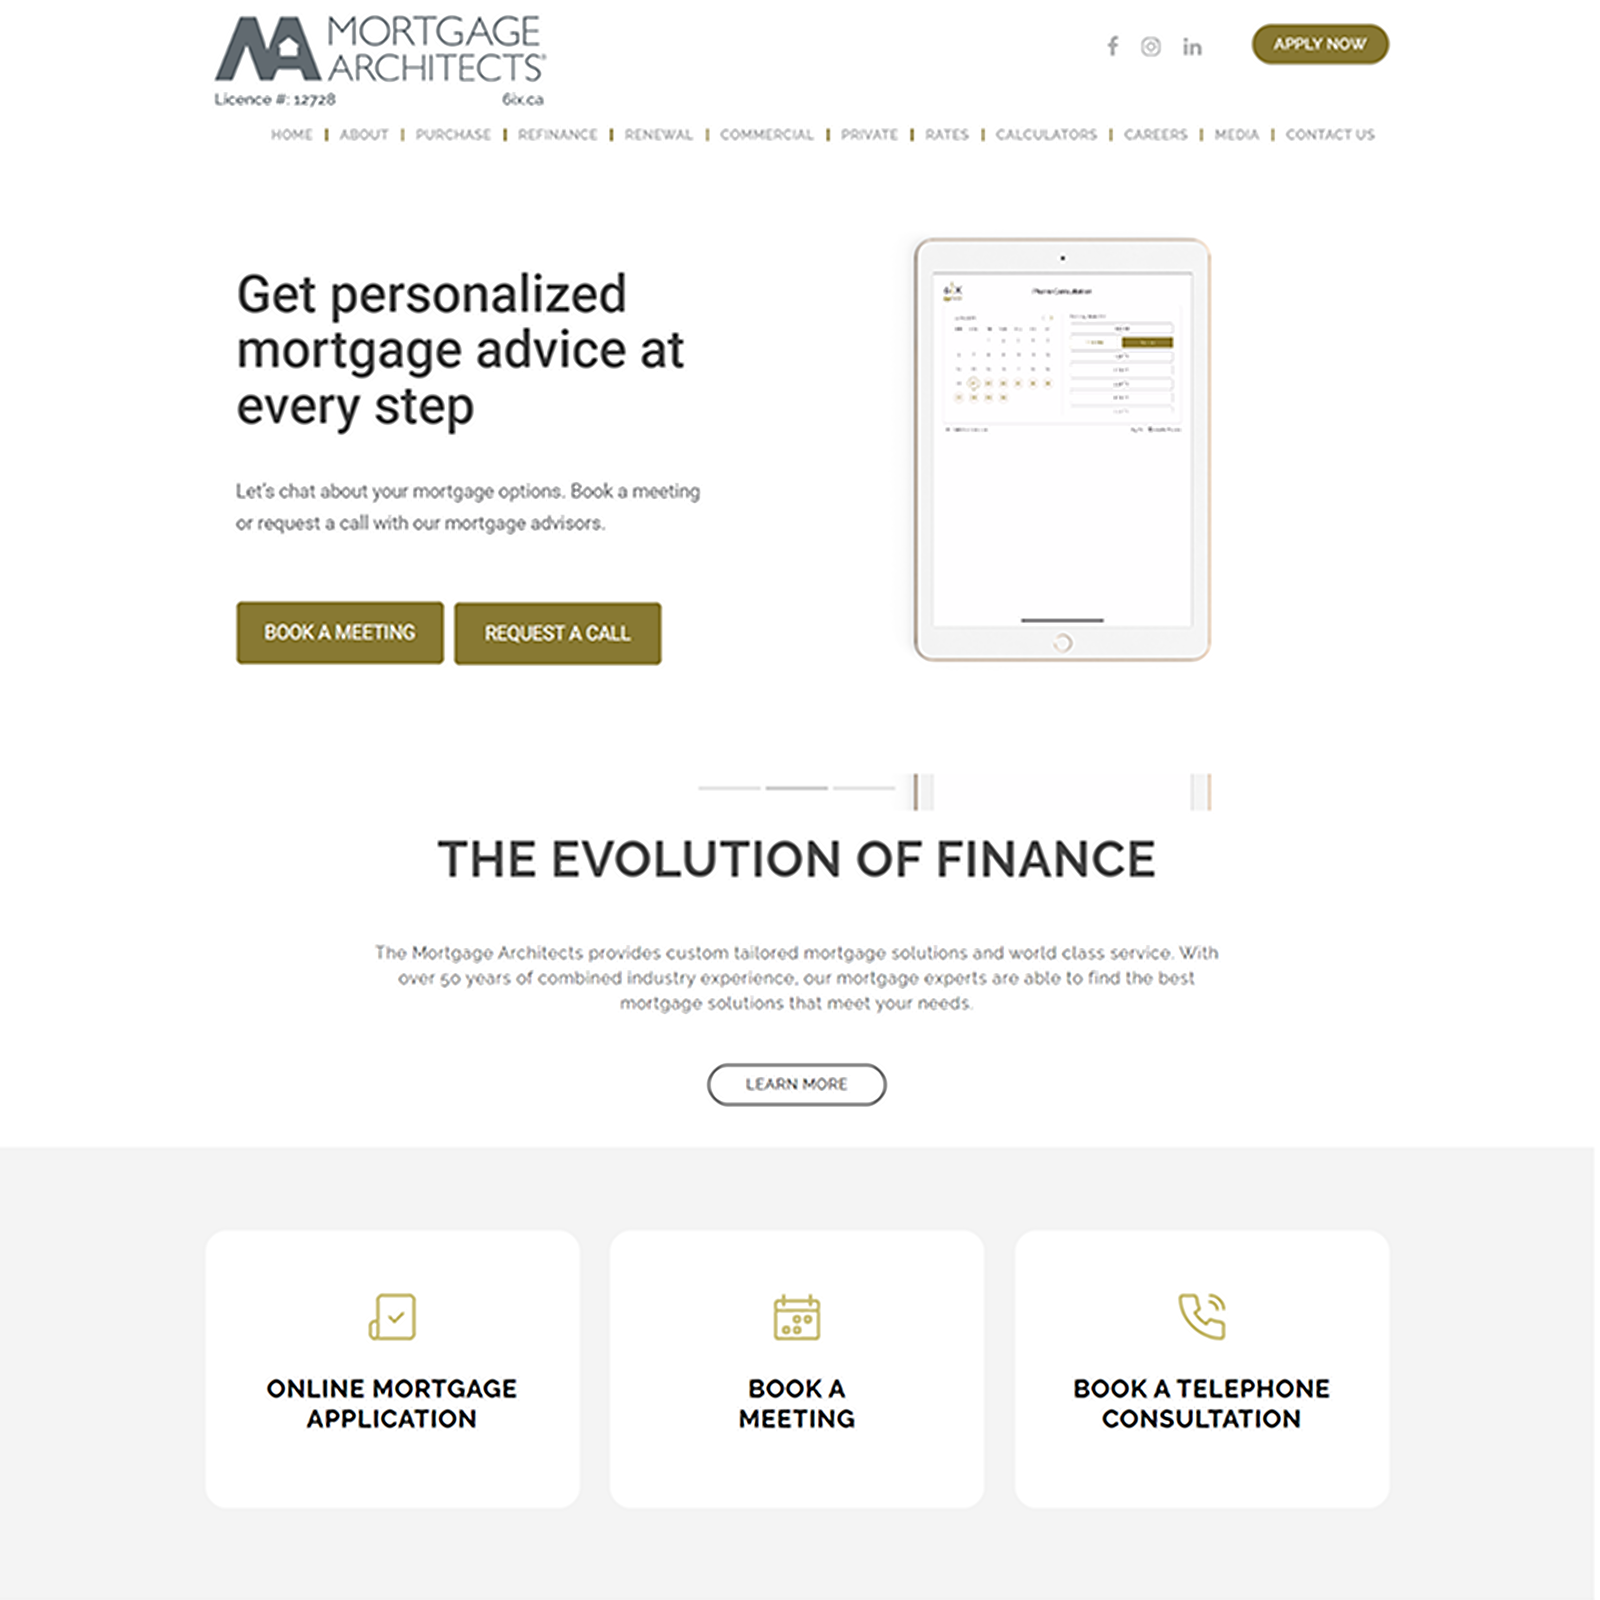 MORTGAGE
ARCHITECTS®
Licence #: 12728 6ix.ca
APPLY NOW
HOME ABOUT PURCHASE REFINANCE RENEWAL COMMERCIAL PRIVATE RATES CALCULATORS CAREERS MEDIA CONTACT US
Get personalized
mortgage advice at
every step
Let's chat about your mortgage options. Book a meeting
or request a call with our mortgage advisors.
BOOK A MEETING
REQUEST A CALL
Phone Consultation
THE EVOLUTION OF FINANCE
The Mortgage Architects provides custom tailored mortgage solutions and world class service. With
over 50 years of combined industry experience, our mortgage experts are able to find the best
mortgage solutions that meet your needs.
LEARN MORE
ONLINE MORTGAGE
APPLICATION
BOOK A
MEETING
BOOK A TELEPHONE
CONSULTATION